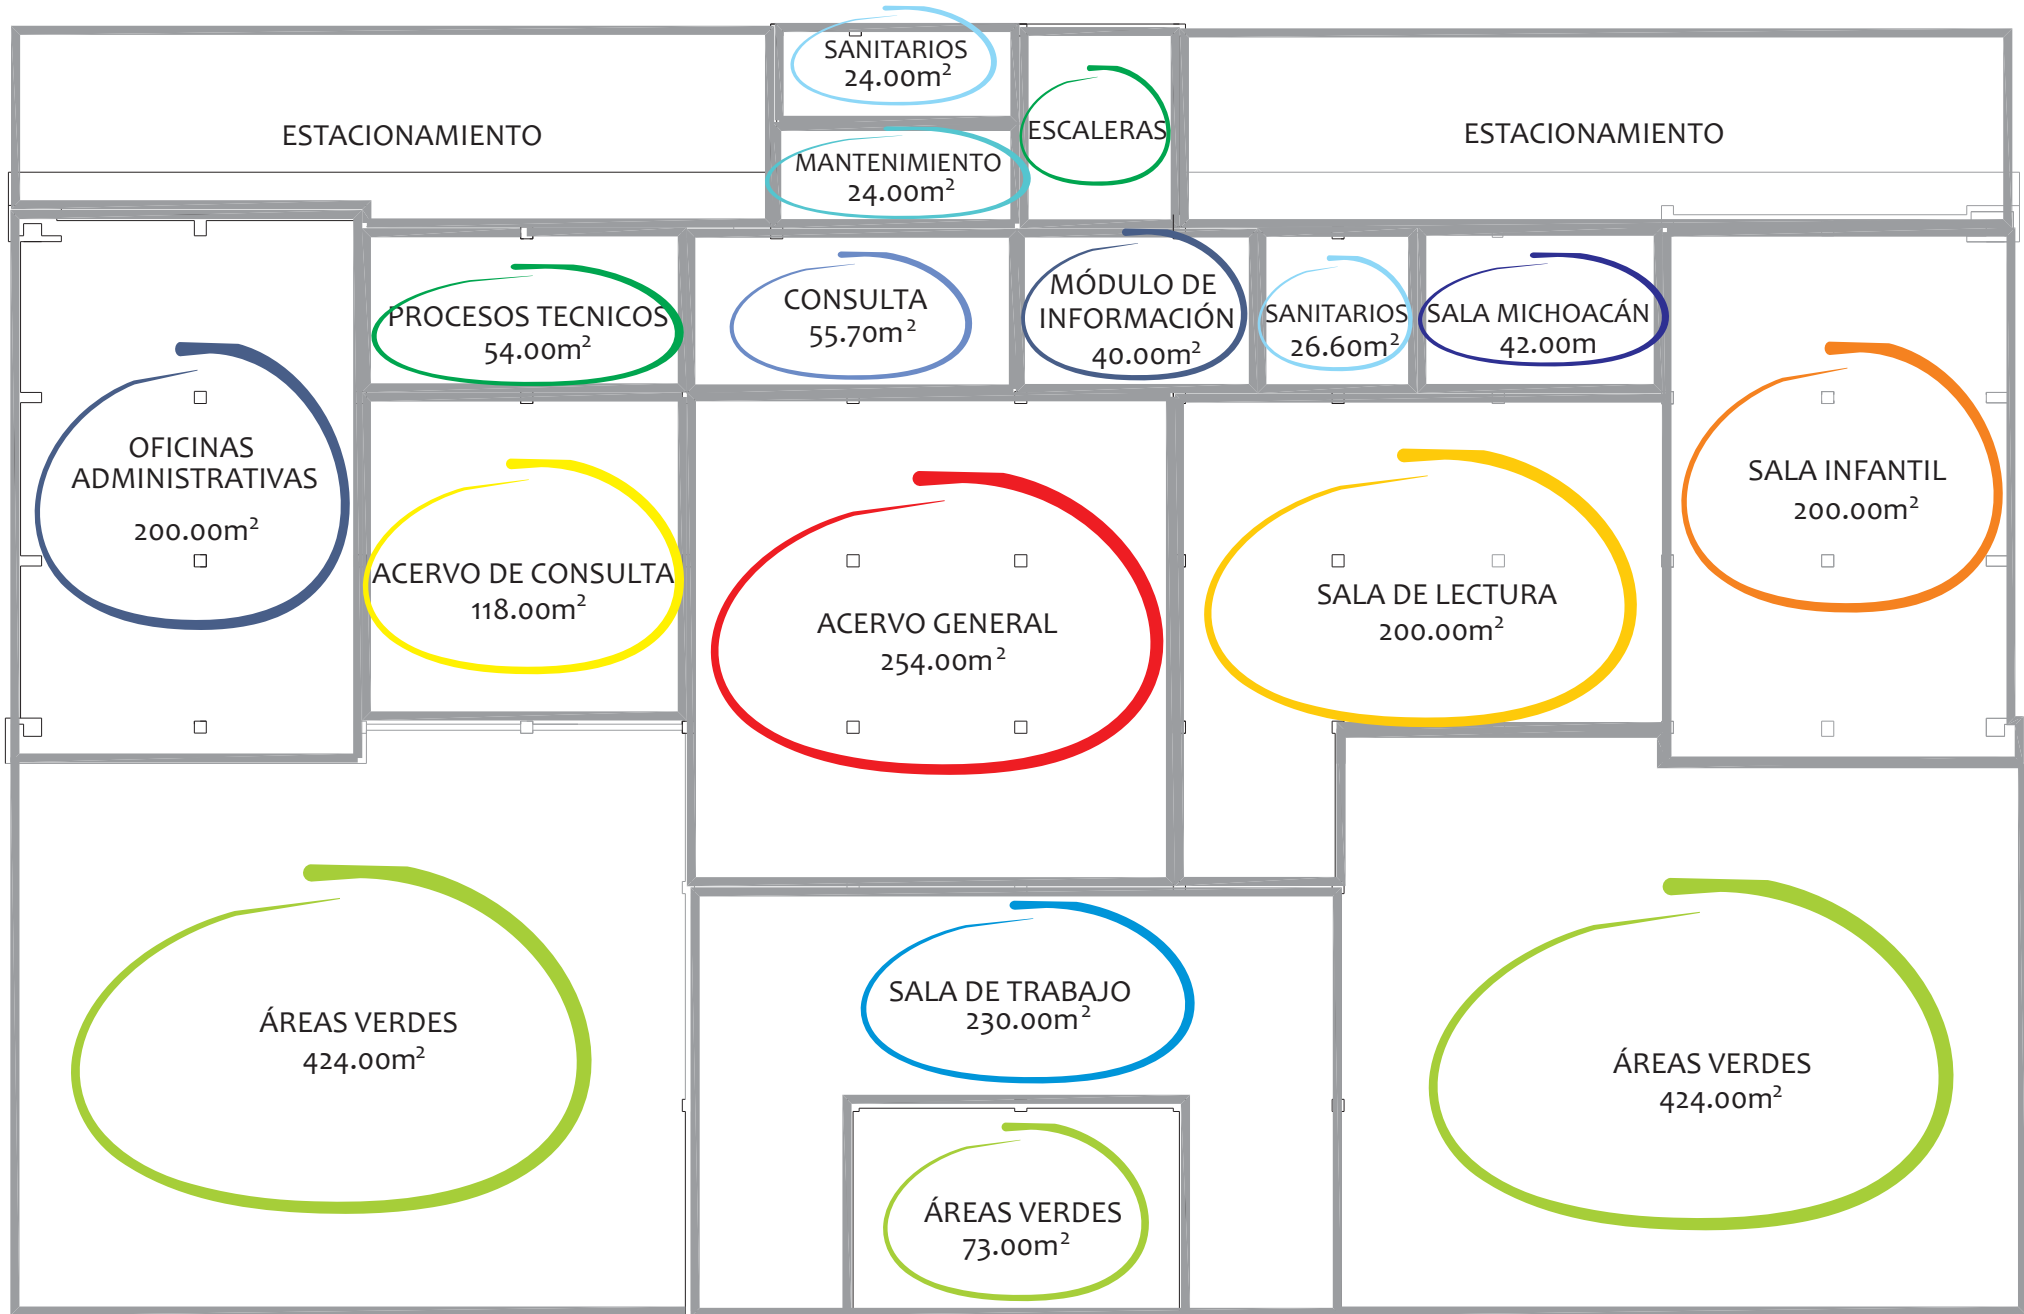 SANITARIOS
24.00m²
ESTACIONAMIENTO
ESCALERAS
ESTACIONAMIENTO
MANTENIMIENTO
24.00m²
PROCESOS TECNICOS
54.00m²
CONSULTA
55.70m²
MÓDULO DE
INFORMACIÓN
40.00m²
SANITARIOS
26.60m²
SALA MICHOACÁN
42.00m
OFICINAS
ADMINISTRATIVAS
200.00m²
ACERVO DE CONSULTA
118.00m²
ACERVO GENERAL
254.00m²
SALA DE LECTURA
200.00m²
SALA INFANTIL
200.00m²
ÁREAS VERDES
424.00m²
SALA DE TRABAJO
230.00m²
ÁREAS VERDES
424.00m²
ÁREAS VERDES
73.00m²